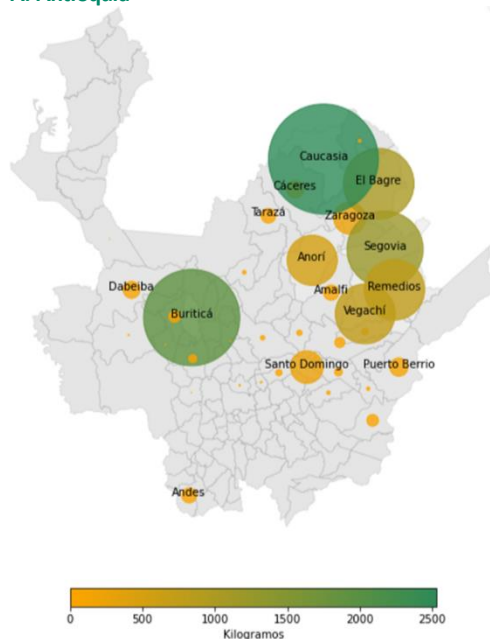 Caucasia
Cáceres
El Bagre
Tarazá
Zaragoza
Anorí
Segovia
Dabeiba
Amalfi
Remedios
Buriticá
Vegachí
Santo Domingo
Puerto Berrio
Andes
0 500 1000 1500 2000 2500
Kilogramos